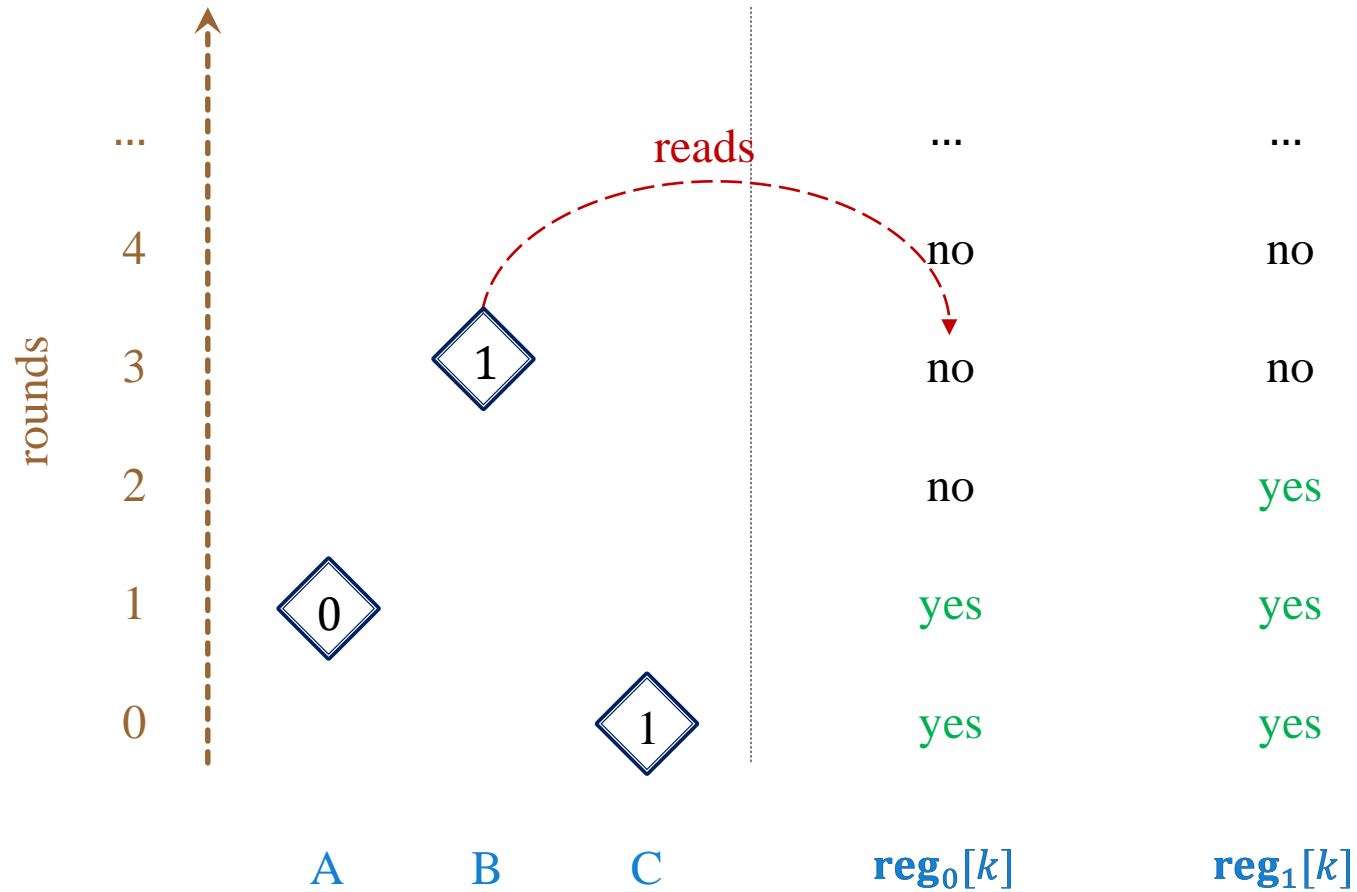 reads
... ... ...
4 no no
3 1 no no
2 no yes
1 0 yes yes
0 1 yes yes
rounds
A B C reg₀[k] reg₁[k]